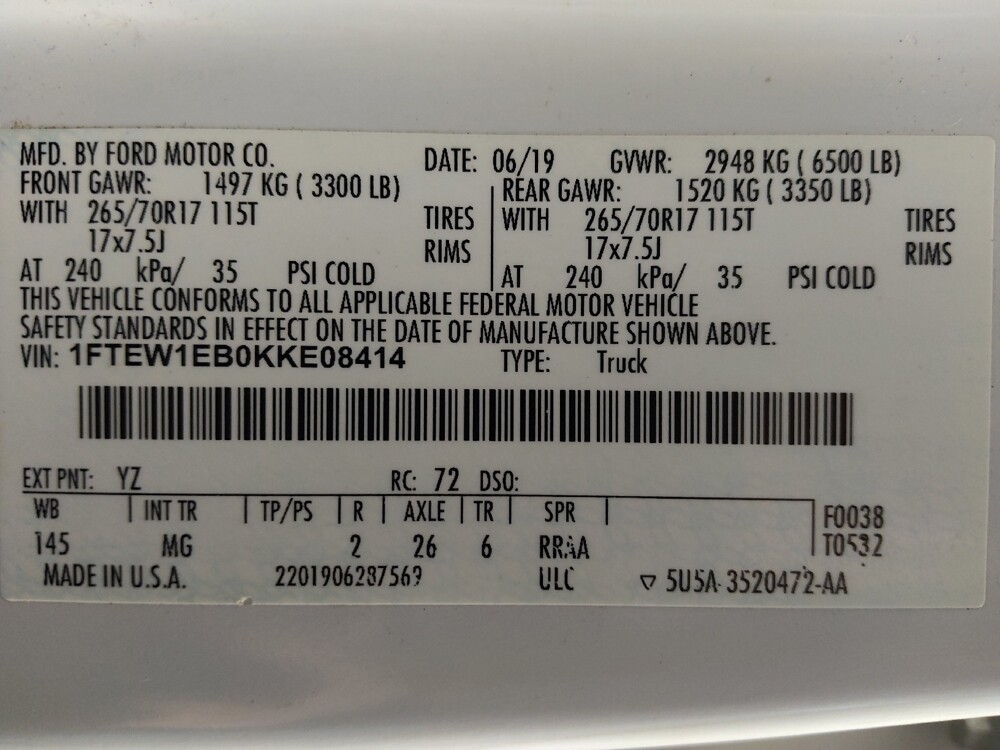 MFD. BY FORD MOTOR CO. DATE: 06/19 GVWR: 2948 KG ( 6500 LB)
FRONT GAWR: 1497 KG ( 3300 LB) REAR GAWR: 1520 KG ( 3350 LB)
WITH 265/70R17 115T TIRES WITH 265/70R17 115T TIRES
17x7.5J RIMS 17x7.5J RIMS
AT 240 kPa/ 35 PSI COLD AT 240 kPa/ 35 PSI COLD
THIS VEHICLE CONFORMS TO ALL APPLICABLE FEDERAL MOTOR VEHICLE
SAFETY STANDARDS IN EFFECT ON THE DATE OF MANUFACTURE SHOWN ABOVE.
VIN: 1FTEW1EB0KKE08414 TYPE: Truck
EXT PNT: YZ RC: 72 DSO:
WB | INT TR | TP/PS | R | AXLE | TR | SPR | F0038
145 MG 2 26 6 RRAA T0532
MADE IN U.S.A. 2201906287569 ULC ▽ 5U5A-3520472-AA